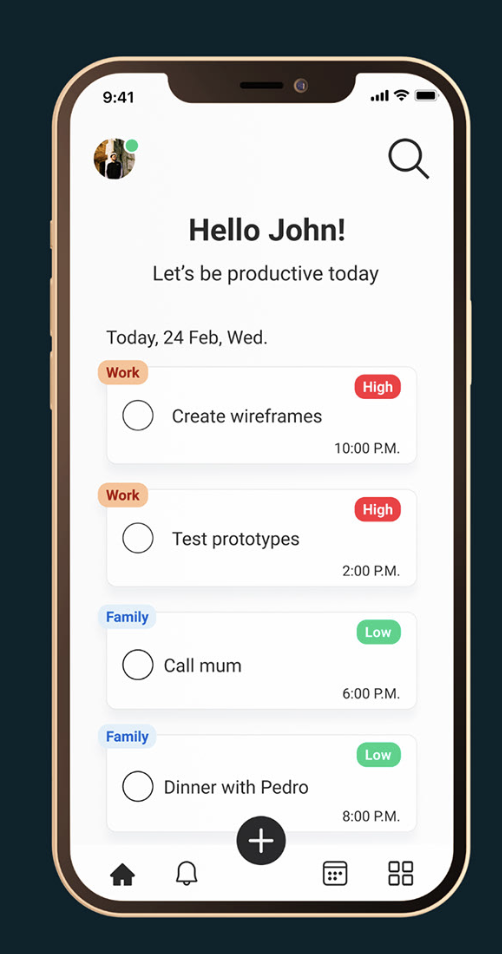 9:41
Hello John!
Let's be productive today
Today, 24 Feb, Wed.
Work
High
Create wireframes
10:00 P.M.
Work
High
Test prototypes
2:00 P.M.
Family
Low
Call mum
6:00 P.M.
Family
Low
Dinner with Pedro
8:00 P.M.